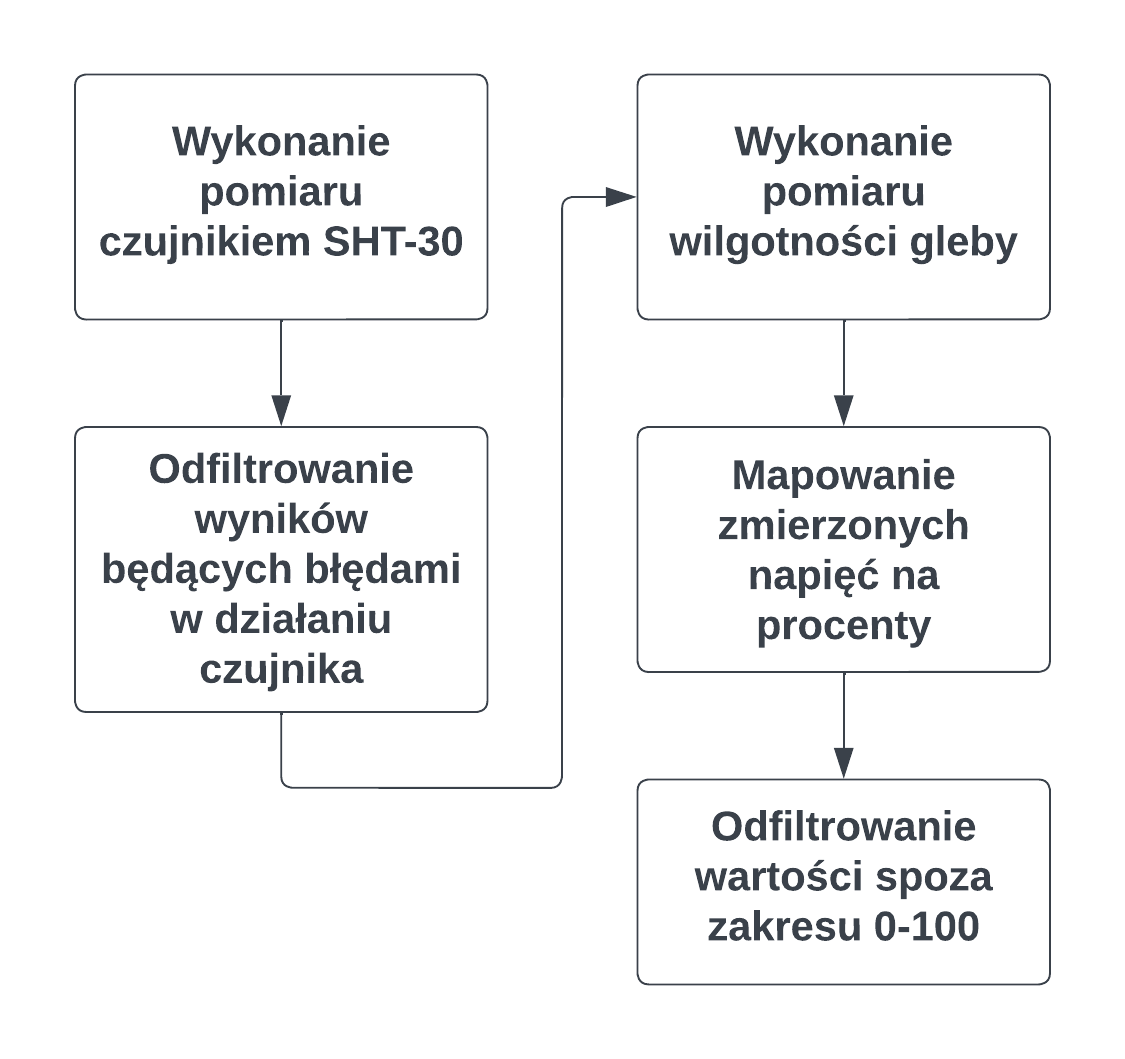 Wykonanie
pomiaru
czujnikiem SHT-30
Odfiltrowanie
wyników
będących błędami
w działaniu
czujnika
Wykonanie
pomiaru
wilgotności gleby
Mapowanie
zmierzonych
napięć na
procenty
Odfiltrowanie
wartości spoza
zakresu 0-100